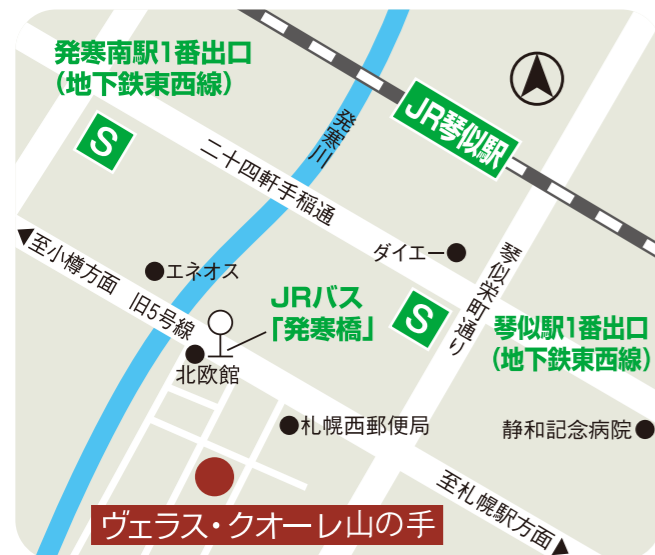 発寒南駅1番出口
(地下鉄東西線)
S
発寒川
JR琴似駅
二十四軒手稲通
ダイエー
琴似栄町通り
◀至小樽方面 旧5号線
エネオス
JRバス
「発寒橋」
S
琴似駅1番出口
(地下鉄東西線)
北欧館
札幌西郵便局
静和記念病院
至札幌駅方面▶
ヴェラス・クオーレ山の手